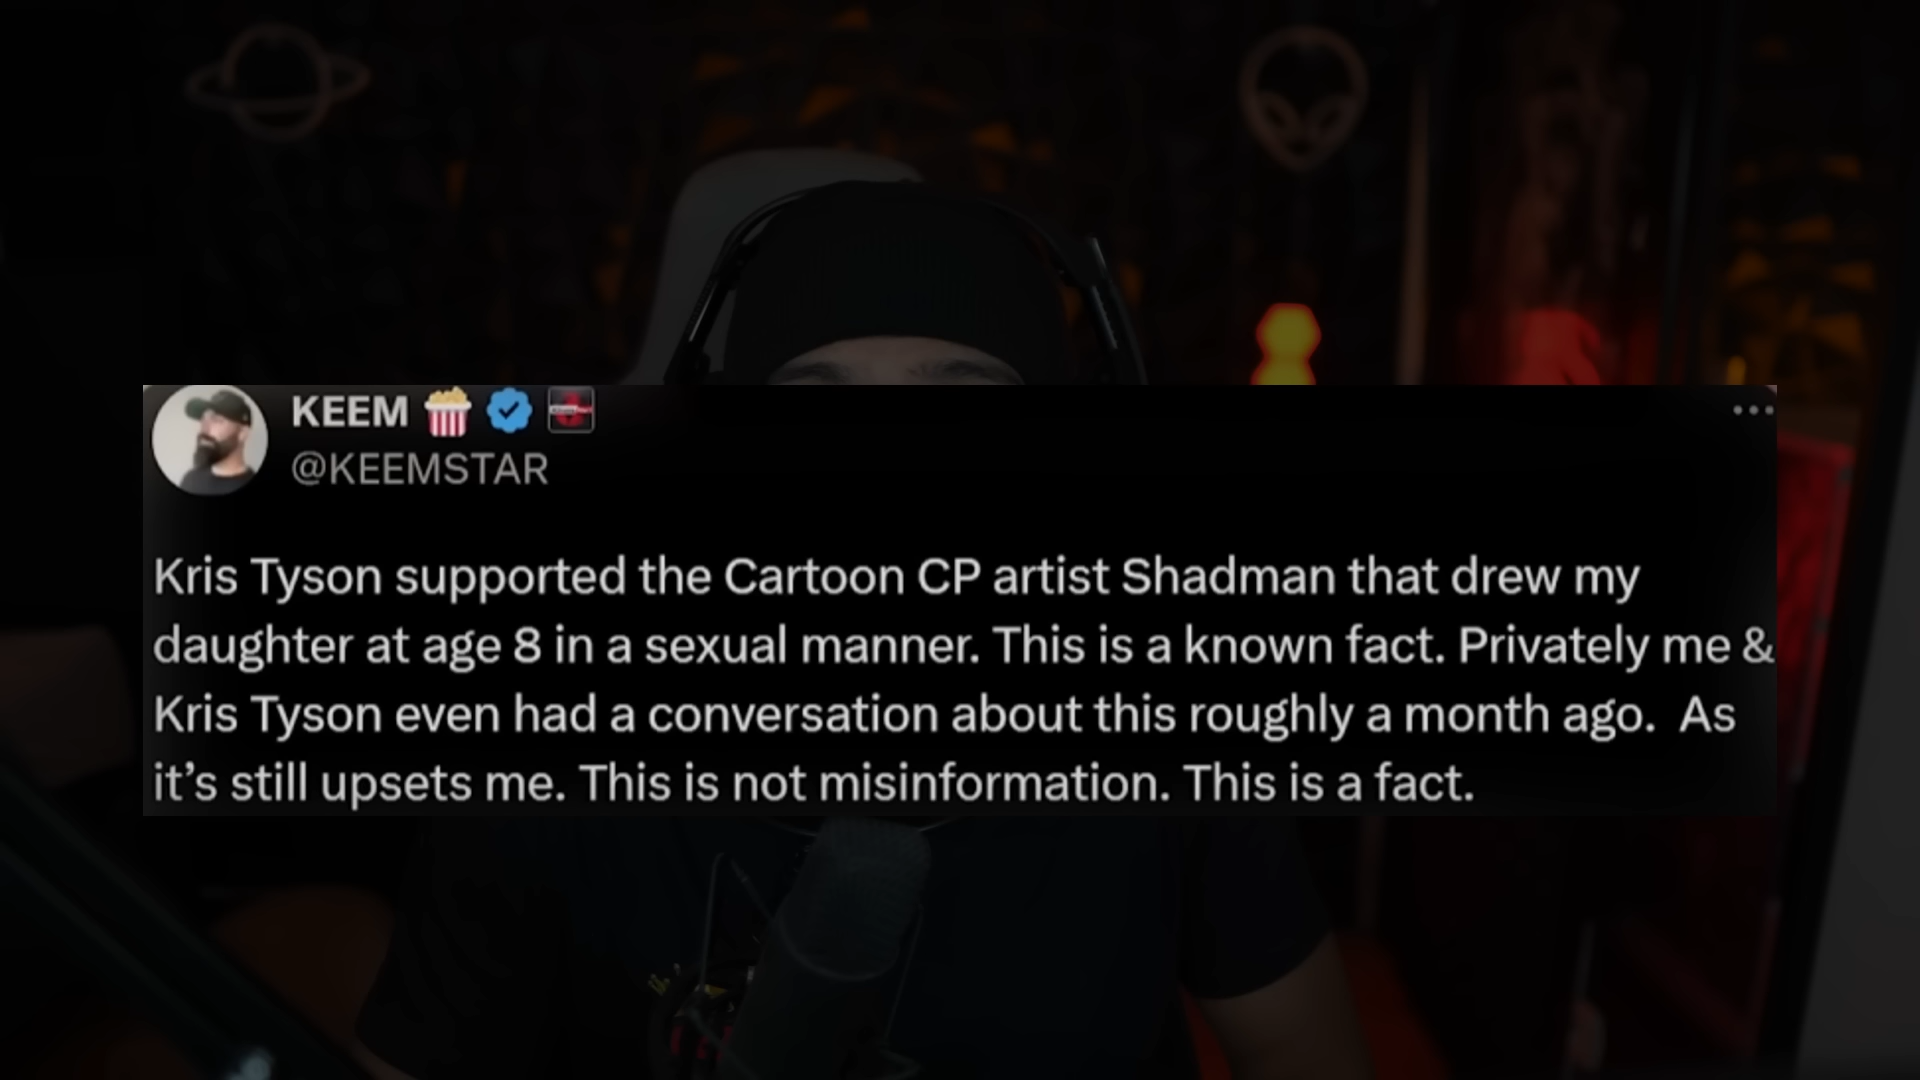 KEEM
@KEEMSTAR
Kris Tyson supported the Cartoon CP artist Shadman that drew my
daughter at age 8 in a sexual manner. This is a known fact. Privately me &
Kris Tyson even had a conversation about this roughly a month ago.  As
it’s still upsets me. This is not misinformation. This is a fact.